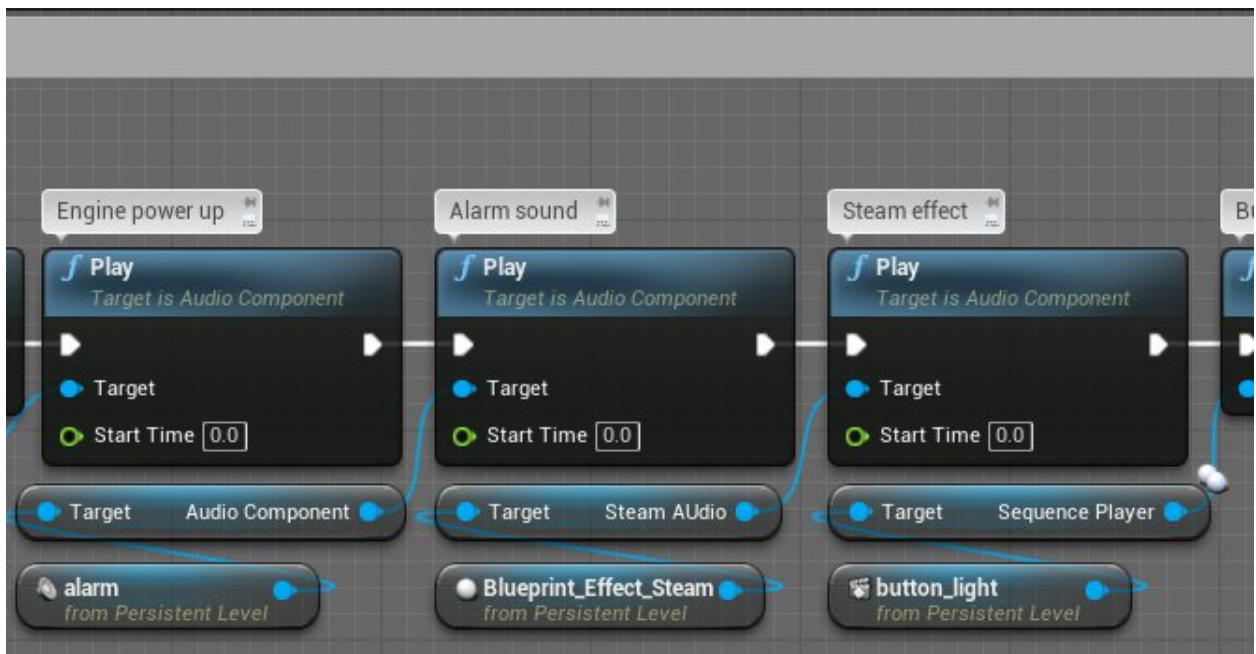 Engine power up
Alarm sound
Steam effect
f Play
Target is Audio Component
f Play
Target is Audio Component
f Play
Target is Audio Component
Target
Target
Target
Start Time 0.0
Start Time 0.0
Start Time 0.0
Target Audio Component
Target Steam AUdio
Target Sequence Player
alarm
from Persistent Level
Blueprint_Effect_Steam
from Persistent Level
button_light
from Persistent Level